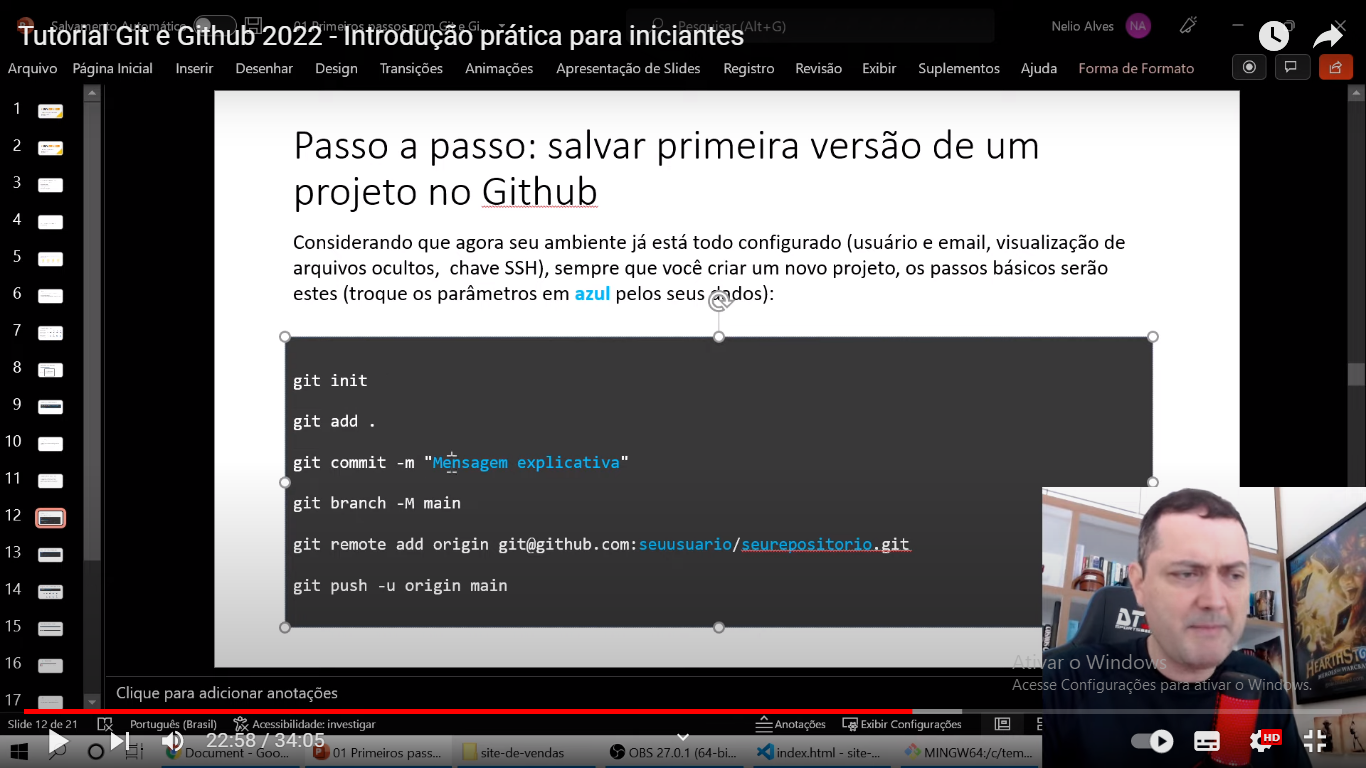 Salvamento Automático 01 Primeiros passos com Git e Gi... Pesquisar (Alt+G) Nelio Alves NA
Tutorial Git e Github 2022 - Introdução prática para iniciantes
Arquivo Página Inicial Inserir Desenhar Design Transições Animações Apresentação de Slides Registro Revisão Exibir Suplementos Ajuda Forma de Formato
1
2
3
4
5
6
7
8
9
10
11
12
13
14
15
16
17
Passo a passo: salvar primeira versão de um
projeto no Github
Considerando que agora seu ambiente já está todo configurado (usuário e email, visualização de
arquivos ocultos, chave SSH), sempre que você criar um novo projeto, os passos básicos serão
estes (troque os parâmetros em azul pelos seus dados):
git init
git add .
git commit -m "Mensagem explicativa"
git branch -M main
git remote add origin git@github.com:seuusuario/seurepositorio.git
git push -u origin main
HEARTHSTO
HEROES OF WARCRAFT
Ativar o Windows
Acesse Configurações para ativar o Windows.
Clique para adicionar anotações
Slide 12 de 21 Português (Brasil) Acessibilidade: investigar Anotações Exibir Configurações
22:58 / 34:05
HD
Document - Goo... 01 Primeiros pass... site-de-vendas OBS 27.0.1 (64-bi... index.html - site-... MINGW64:/c/tem...